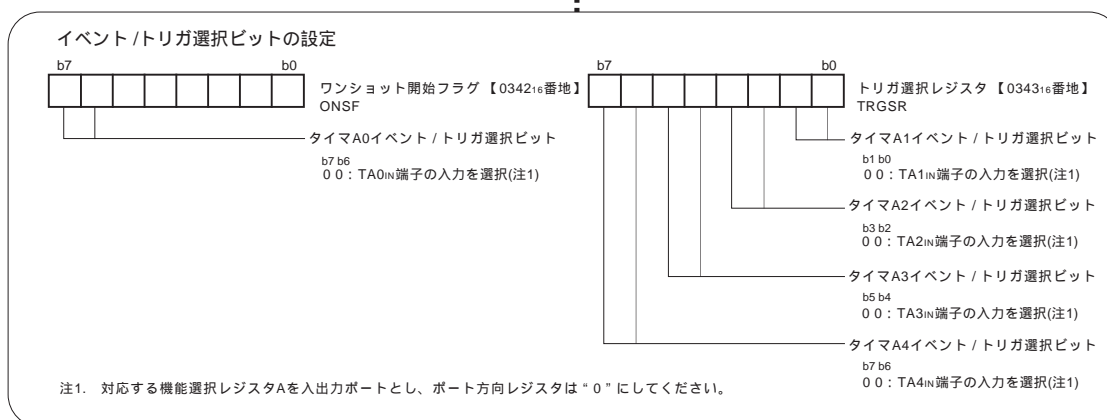 イベント /トリガ選択ビットの設定
b7 b0
ワンショット開始フラグ 【034216番地】
ONSF
タイマA0イベント / トリガ選択ビット
b7 b6
0 0 : TA0IN端子の入力を選択(注1)
b7 b0
トリガ選択レジスタ 【034316番地】
TRGSR
タイマA1イベント / トリガ選択ビット
b1 b0
0 0 : TA1IN端子の入力を選択(注1)
タイマA2イベント / トリガ選択ビット
b3 b2
0 0 : TA2IN端子の入力を選択(注1)
タイマA3イベント / トリガ選択ビット
b5 b4
0 0 : TA3IN端子の入力を選択(注1)
タイマA4イベント / トリガ選択ビット
b7 b6
0 0 : TA4IN端子の入力を選択(注1)
注1. 対応する機能選択レジスタAを入出力ポートとし、ポート方向レジスタは “ 0 ” にしてください。